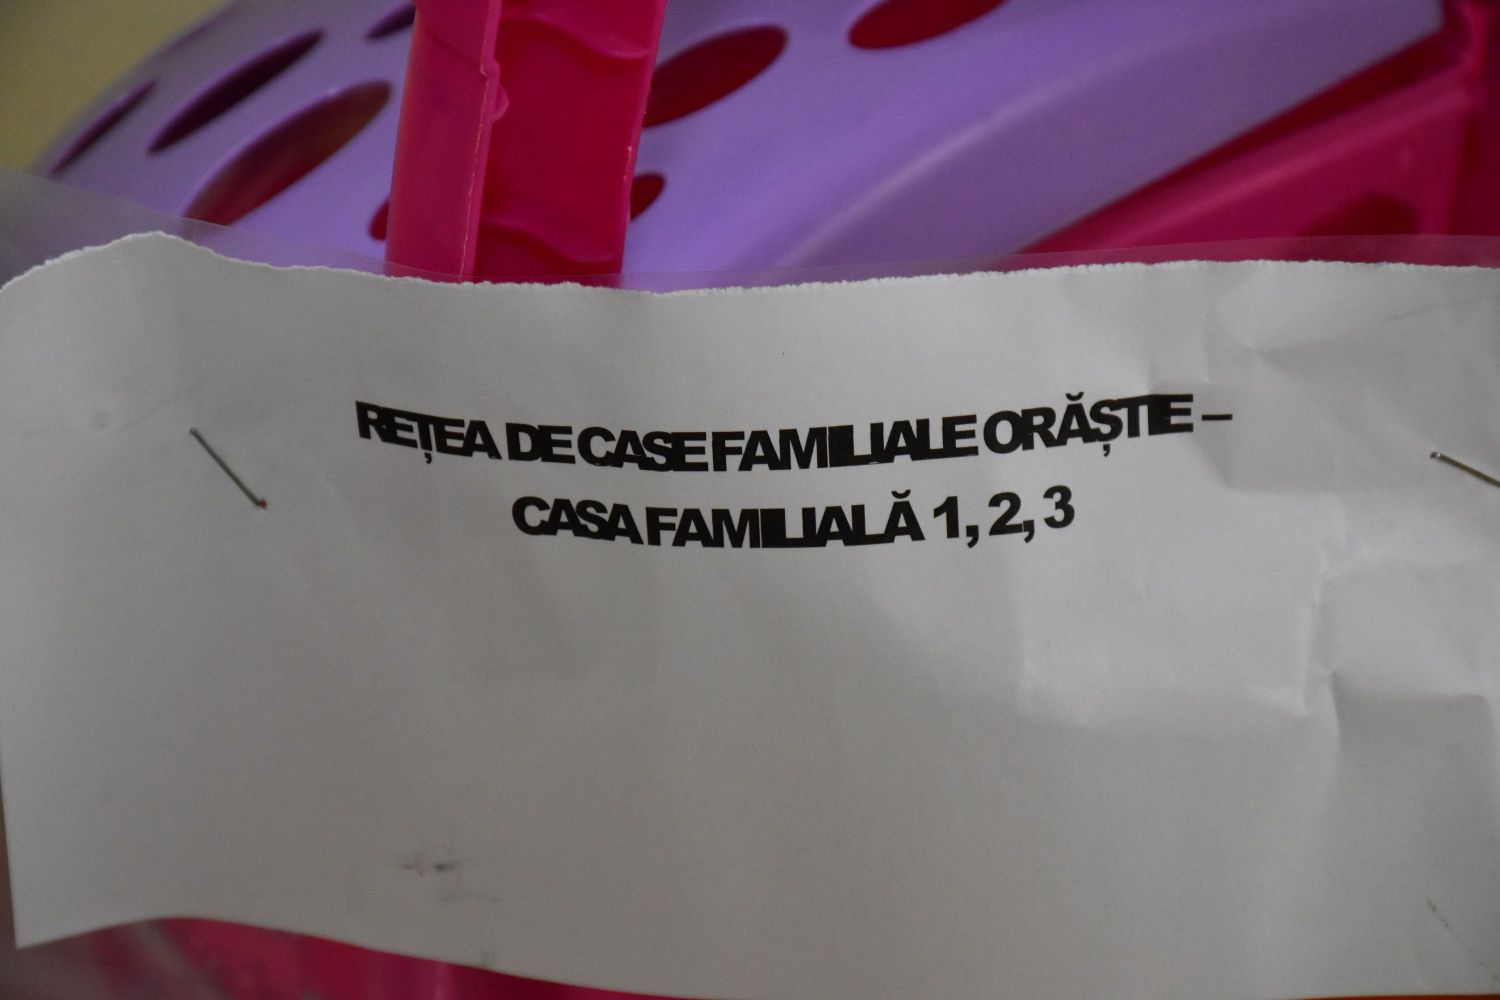 REȚEA DE CASE FAMILIALE ORĂȘTIE –
CASA FAMILIALĂ 1, 2, 3